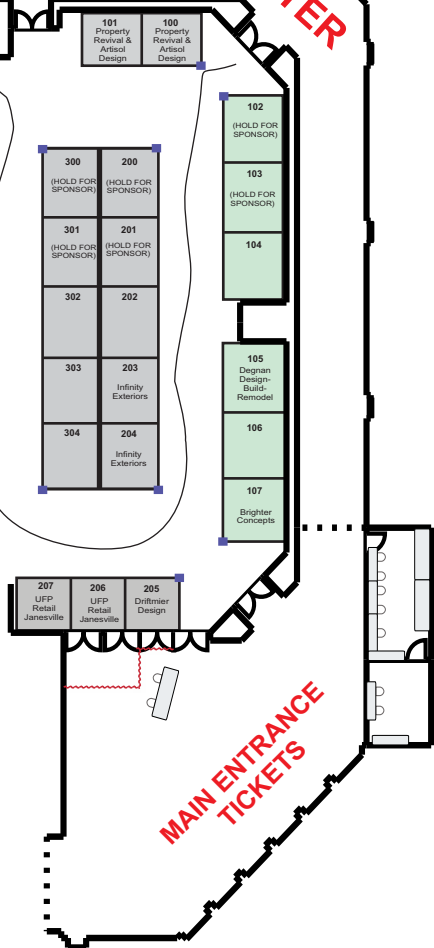 TER
101
Property
Revival &
Artisol
Design
100
Property
Revival &
Artisol
Design
102
(HOLD FOR
SPONSOR)
103
(HOLD FOR
SPONSOR)
104
300
(HOLD FOR
SPONSOR)
200
(HOLD FOR
SPONSOR)
301
(HOLD FOR
SPONSOR)
201
(HOLD FOR
SPONSOR)
302
202
303
203
Infinity
Exteriors
304
204
Infinity
Exteriors
105
Degnan
Design-
Build-
Remodel
106
107
Brighter
Concepts
207
UFP
Retail
Janesville
206
UFP
Retail
Janesville
205
Driftmier
Design
MAIN ENTRANCE
TICKETS